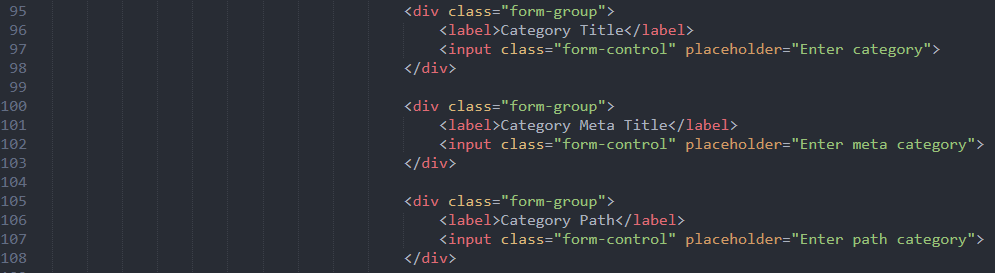 95 <div class="form-group">
96 <label>Category Title</label>
97 <input class="form-control" placeholder="Enter category">
98 </div>
99
100 <div class="form-group">
101 <label>Category Meta Title</label>
102 <input class="form-control" placeholder="Enter meta category">
103 </div>
104
105 <div class="form-group">
106 <label>Category Path</label>
107 <input class="form-control" placeholder="Enter path category">
108 </div>